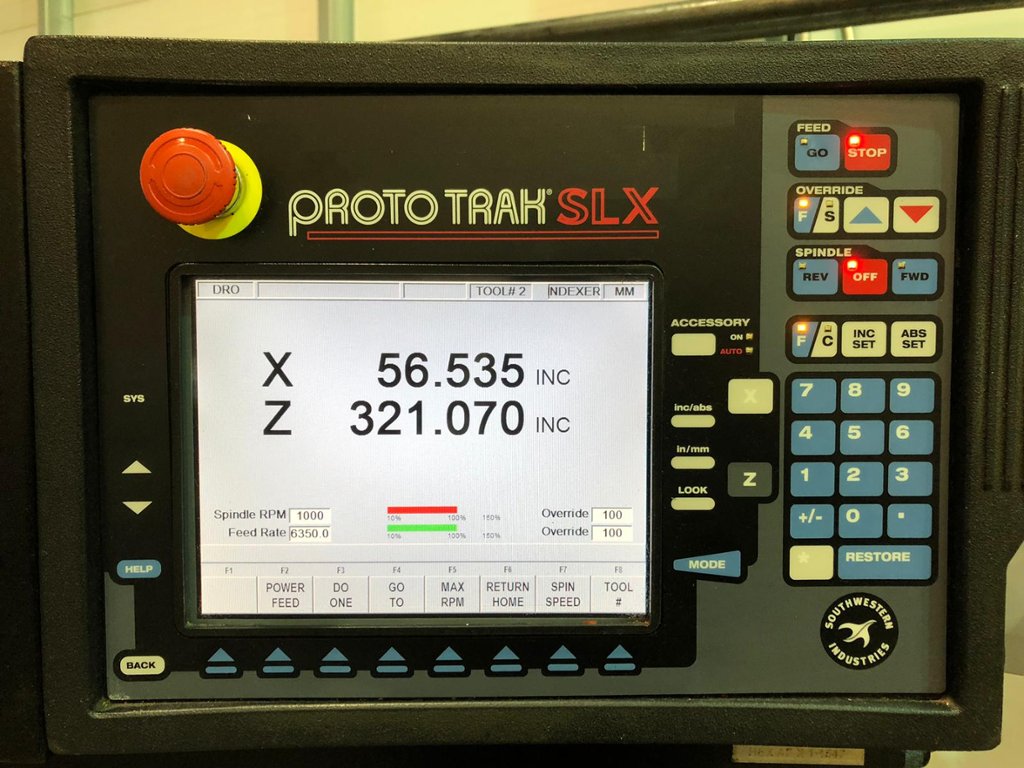 PROTO TRAK® SLX
DRO TOOL# 2 INDEXER MM
X 56.535 INC
Z 321.070 INC
Spindle RPM 1000
Feed Rate 6350.0
10% 100% 150%
10% 100% 150%
Override 100
Override 100
F1 F2 F3 F4 F5 F6 F7 F8
POWER FEED
DO ONE
GO TO
MAX RPM
RETURN HOME
SPIN SPEED
TOOL #
SYS
HELP
BACK
ACCESSORY
ON
AUTO
inc/abs
in/mm
LOOK
MODE
X
Z
FEED
GO STOP
OVERRIDE
F S
SPINDLE
REV OFF FWD
F C
INC SET
ABS SET
7 8 9
4 5 6
1 2 3
+/- 0 .
* RESTORE
SOUTHWESTERN
INDUSTRIES